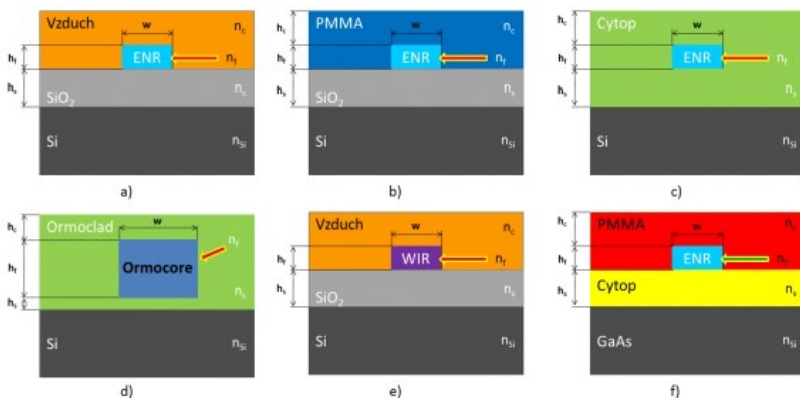 Vzduch w n_c
h_f ENR n_f
h_s SiO₂ n_s
Si n_Si
a)
h_c PMMA w n_c
h_f ENR n_f
h_s SiO₂ n_s
Si n_Si
b)
h_c Cytop w n_c
h_f ENR n_f
h_s n_s
Si n_Si
c)
h_c Ormoclad w
n_f
h_f Ormocore
h_s n_s
Si n_Si
d)
Vzduch w n_c
h_f WIR n_f
h_s SiO₂ n_s
Si n_Si
e)
h_c PMMA w n_c
h_f ENR n_f
h_s Cytop n_s
GaAs n_Si
f)